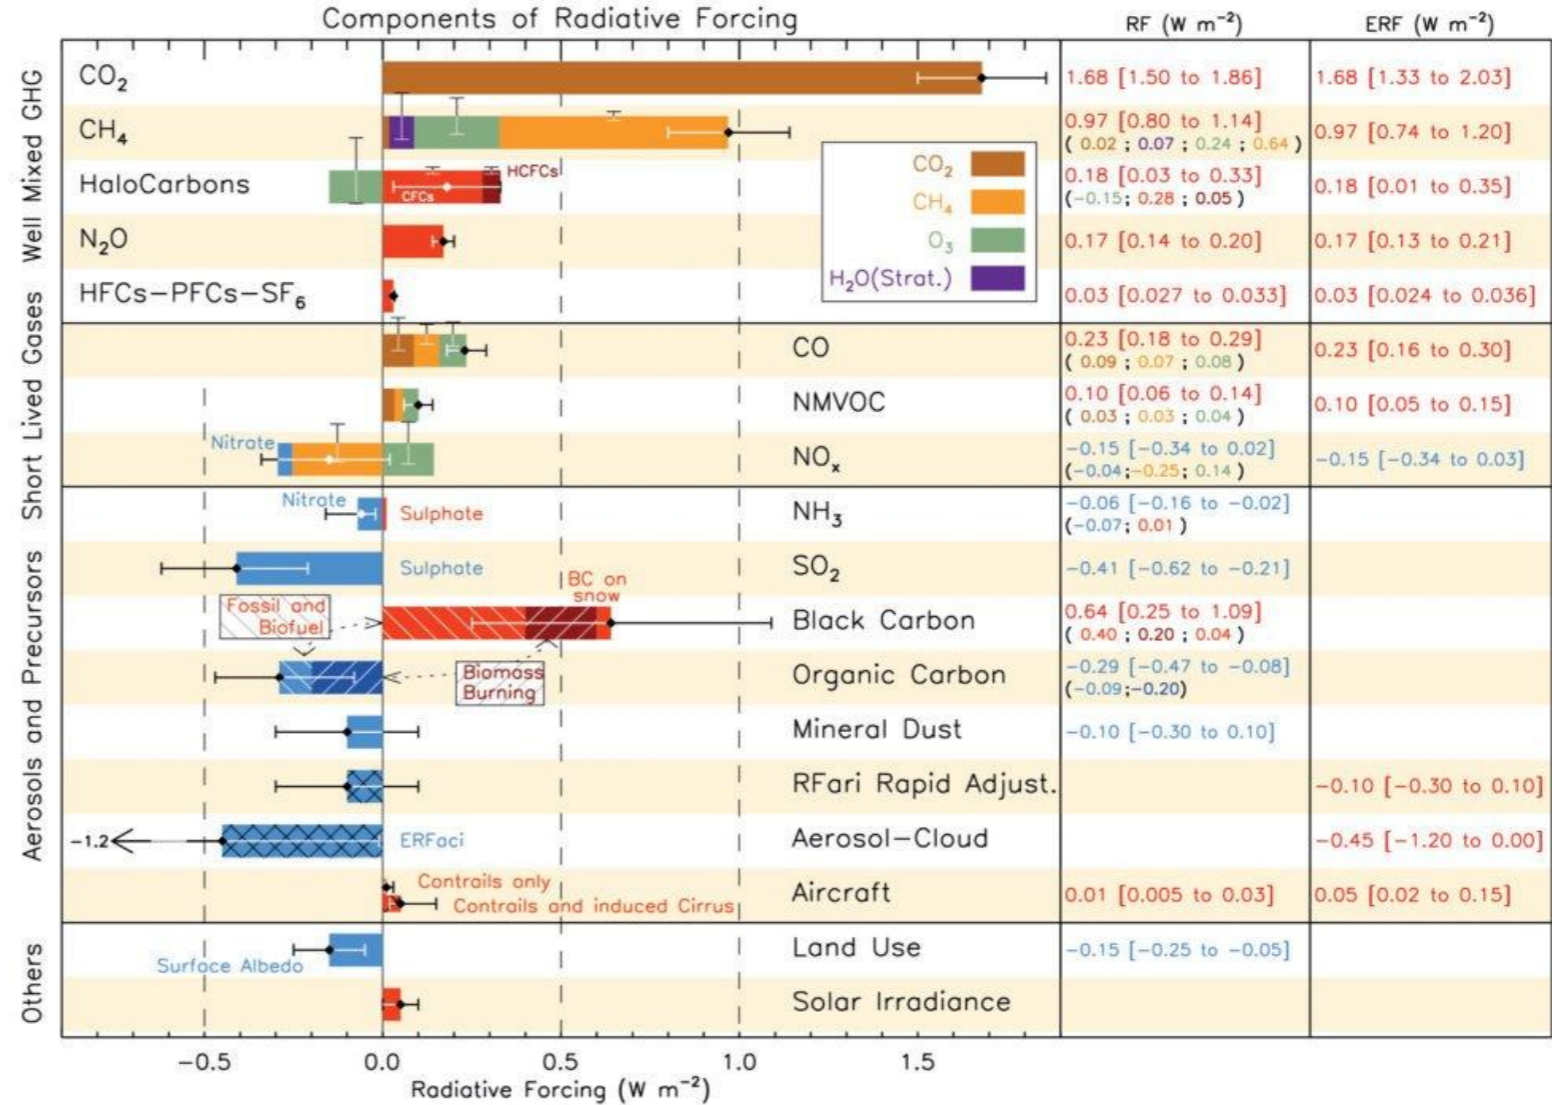 Components of Radiative Forcing
RF (W m⁻²)
ERF (W m⁻²)
Well Mixed GHG
CO₂
1.68 [1.50 to 1.86]
1.68 [1.33 to 2.03]
CH₄
0.97 [0.80 to 1.14]
( 0.02 ; 0.07 ; 0.24 ; 0.64 )
0.97 [0.74 to 1.20]
HaloCarbons
CFCs
HCFCs
0.18 [0.03 to 0.33]
(-0.15; 0.28 ; 0.05 )
0.18 [0.01 to 0.35]
N₂O
0.17 [0.14 to 0.20]
0.17 [0.13 to 0.21]
HFCs-PFCs-SF₆
0.03 [0.027 to 0.033]
0.03 [0.024 to 0.036]
CO₂
CH₄
O₃
H₂O(Strat.)
Short Lived Gases
CO
0.23 [0.18 to 0.29]
( 0.09 ; 0.07 ; 0.08 )
0.23 [0.16 to 0.30]
NMVOC
0.10 [0.06 to 0.14]
( 0.03 ; 0.03 ; 0.04 )
0.10 [0.05 to 0.15]
Nitrate
NOₓ
-0.15 [-0.34 to 0.02]
(-0.04;-0.25; 0.14 )
-0.15 [-0.34 to 0.03]
Aerosols and Precursors
Nitrate
Sulphate
NH₃
-0.06 [-0.16 to -0.02]
(-0.07; 0.01 )
Sulphate
SO₂
-0.41 [-0.62 to -0.21]
Fossil and
Biofuel
BC on
snow
Black Carbon
0.64 [0.25 to 1.09]
( 0.40 ; 0.20 ; 0.04 )
Biomass
Burning
Organic Carbon
-0.29 [-0.47 to -0.08]
(-0.09;-0.20)
Mineral Dust
-0.10 [-0.30 to 0.10]
RFari Rapid Adjust.
-0.10 [-0.30 to 0.10]
-1.2
ERFaci
Aerosol-Cloud
-0.45 [-1.20 to 0.00]
Contrails only
Contrails and induced Cirrus
Aircraft
0.01 [0.005 to 0.03]
0.05 [0.02 to 0.15]
Others
Surface Albedo
Land Use
-0.15 [-0.25 to -0.05]
Solar Irradiance
-0.5
0.0
0.5
1.0
1.5
Radiative Forcing (W m⁻²)